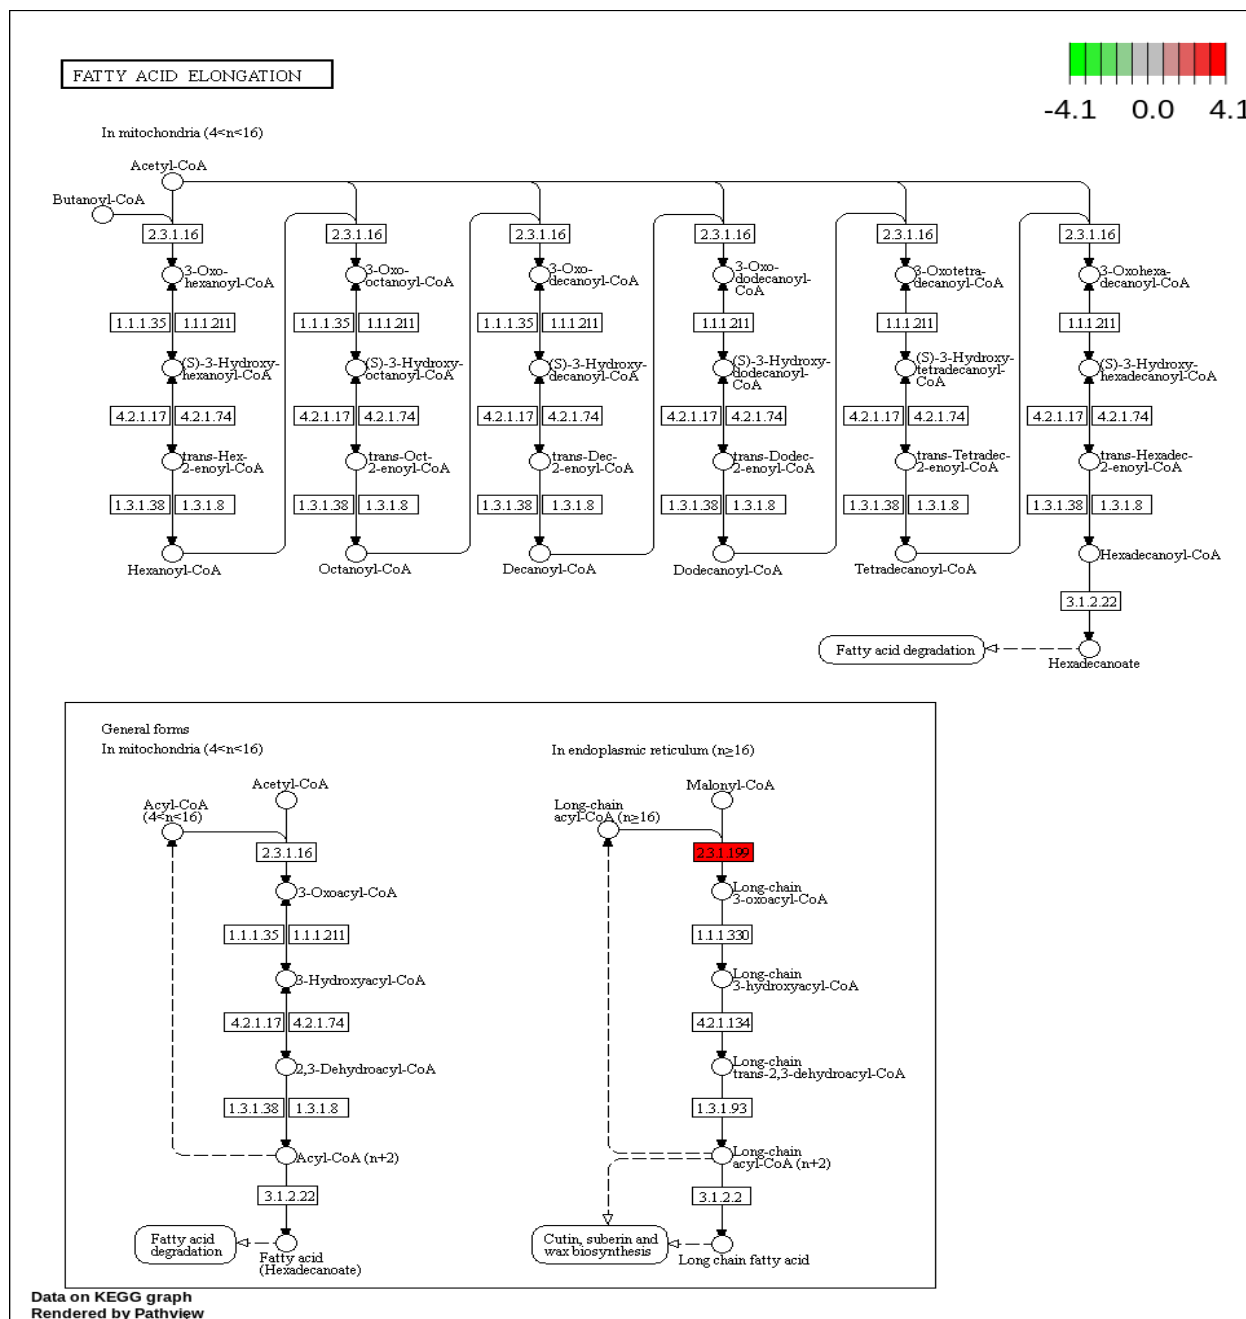 FATTY ACID ELONGATION
-4.1 0.0 4.1
In mitochondria (4<n<16)
Acetyl-CoA
Butanoyl-CoA
2.3.1.16 2.3.1.16 2.3.1.16 2.3.1.16 2.3.1.16 2.3.1.16
3-Oxo- 3-Oxo- 3-Oxo- 3-Oxo- 3-Oxotetra- 3-Oxohexa-
hexanoyl-CoA octanoyl-CoA decanoyl-CoA dodecanoyl- decanoyl-CoA decanoyl-CoA
CoA
1.1.1.35 1.1.1.211 1.1.1.35 1.1.1.211 1.1.1.35 1.1.1.211 1.1.1.211 1.1.1.211 1.1.1.211
(S)-3-Hydroxy- (S)-3-Hydroxy- (S)-3-Hydroxy- (S)-3-Hydroxy- (S)-3-Hydroxy- (S)-3-Hydroxy-
hexanoyl-CoA octanoyl-CoA decanoyl-CoA dodecanoyl- tetradecanoyl- hexadecanoyl-CoA
CoA CoA
4.2.1.17 4.2.1.74 4.2.1.17 4.2.1.74 4.2.1.17 4.2.1.74 4.2.1.17 4.2.1.74 4.2.1.17 4.2.1.74 4.2.1.17 4.2.1.74
trans-Hex- trans-Oct- trans-Dec- trans-Dodec- trans-Tetradec- trans-Hexadec-
2-enoyl-CoA 2-enoyl-CoA 2-enoyl-CoA 2-enoyl-CoA 2-enoyl-CoA 2-enoyl-CoA
1.3.1.38 1.3.1.8 1.3.1.38 1.3.1.8 1.3.1.38 1.3.1.8 1.3.1.38 1.3.1.8 1.3.1.38 1.3.1.8 1.3.1.38 1.3.1.8
Hexanoyl-CoA Octanoyl-CoA Decanoyl-CoA Dodecanoyl-CoA Tetradecanoyl-CoA Hexadecanoyl-CoA
3.1.2.22
Fatty acid degradation
Hexadecanoate
General forms
In mitochondria (4<n<16)
Acetyl-CoA
Acyl-CoA
(4<n<16)
2.3.1.16
3-Oxoacyl-CoA
1.1.1.35 1.1.1.211
3-Hydroxyacyl-CoA
4.2.1.17 4.2.1.74
2,3-Dehydroacyl-CoA
1.3.1.38 1.3.1.8
Acyl-CoA (n+2)
3.1.2.22
Fatty acid
degradation
Fatty acid
(Hexadecanoate)
In endoplasmic reticulum (n≥16)
Malonyl-CoA
Long-chain
acyl-CoA (n≥16)
2.3.1.199
Long-chain
3-oxoacyl-CoA
1.1.1.330
Long-chain
3-hydroxyacyl-CoA
4.2.1.134
Long-chain
trans-2,3-dehydroacyl-CoA
1.3.1.93
Long-chain
acyl-CoA (n+2)
3.1.2.2
Cutin, suberin and
wax biosynthesis
Long chain fatty acid
Data on KEGG graph
Rendered by Pathview